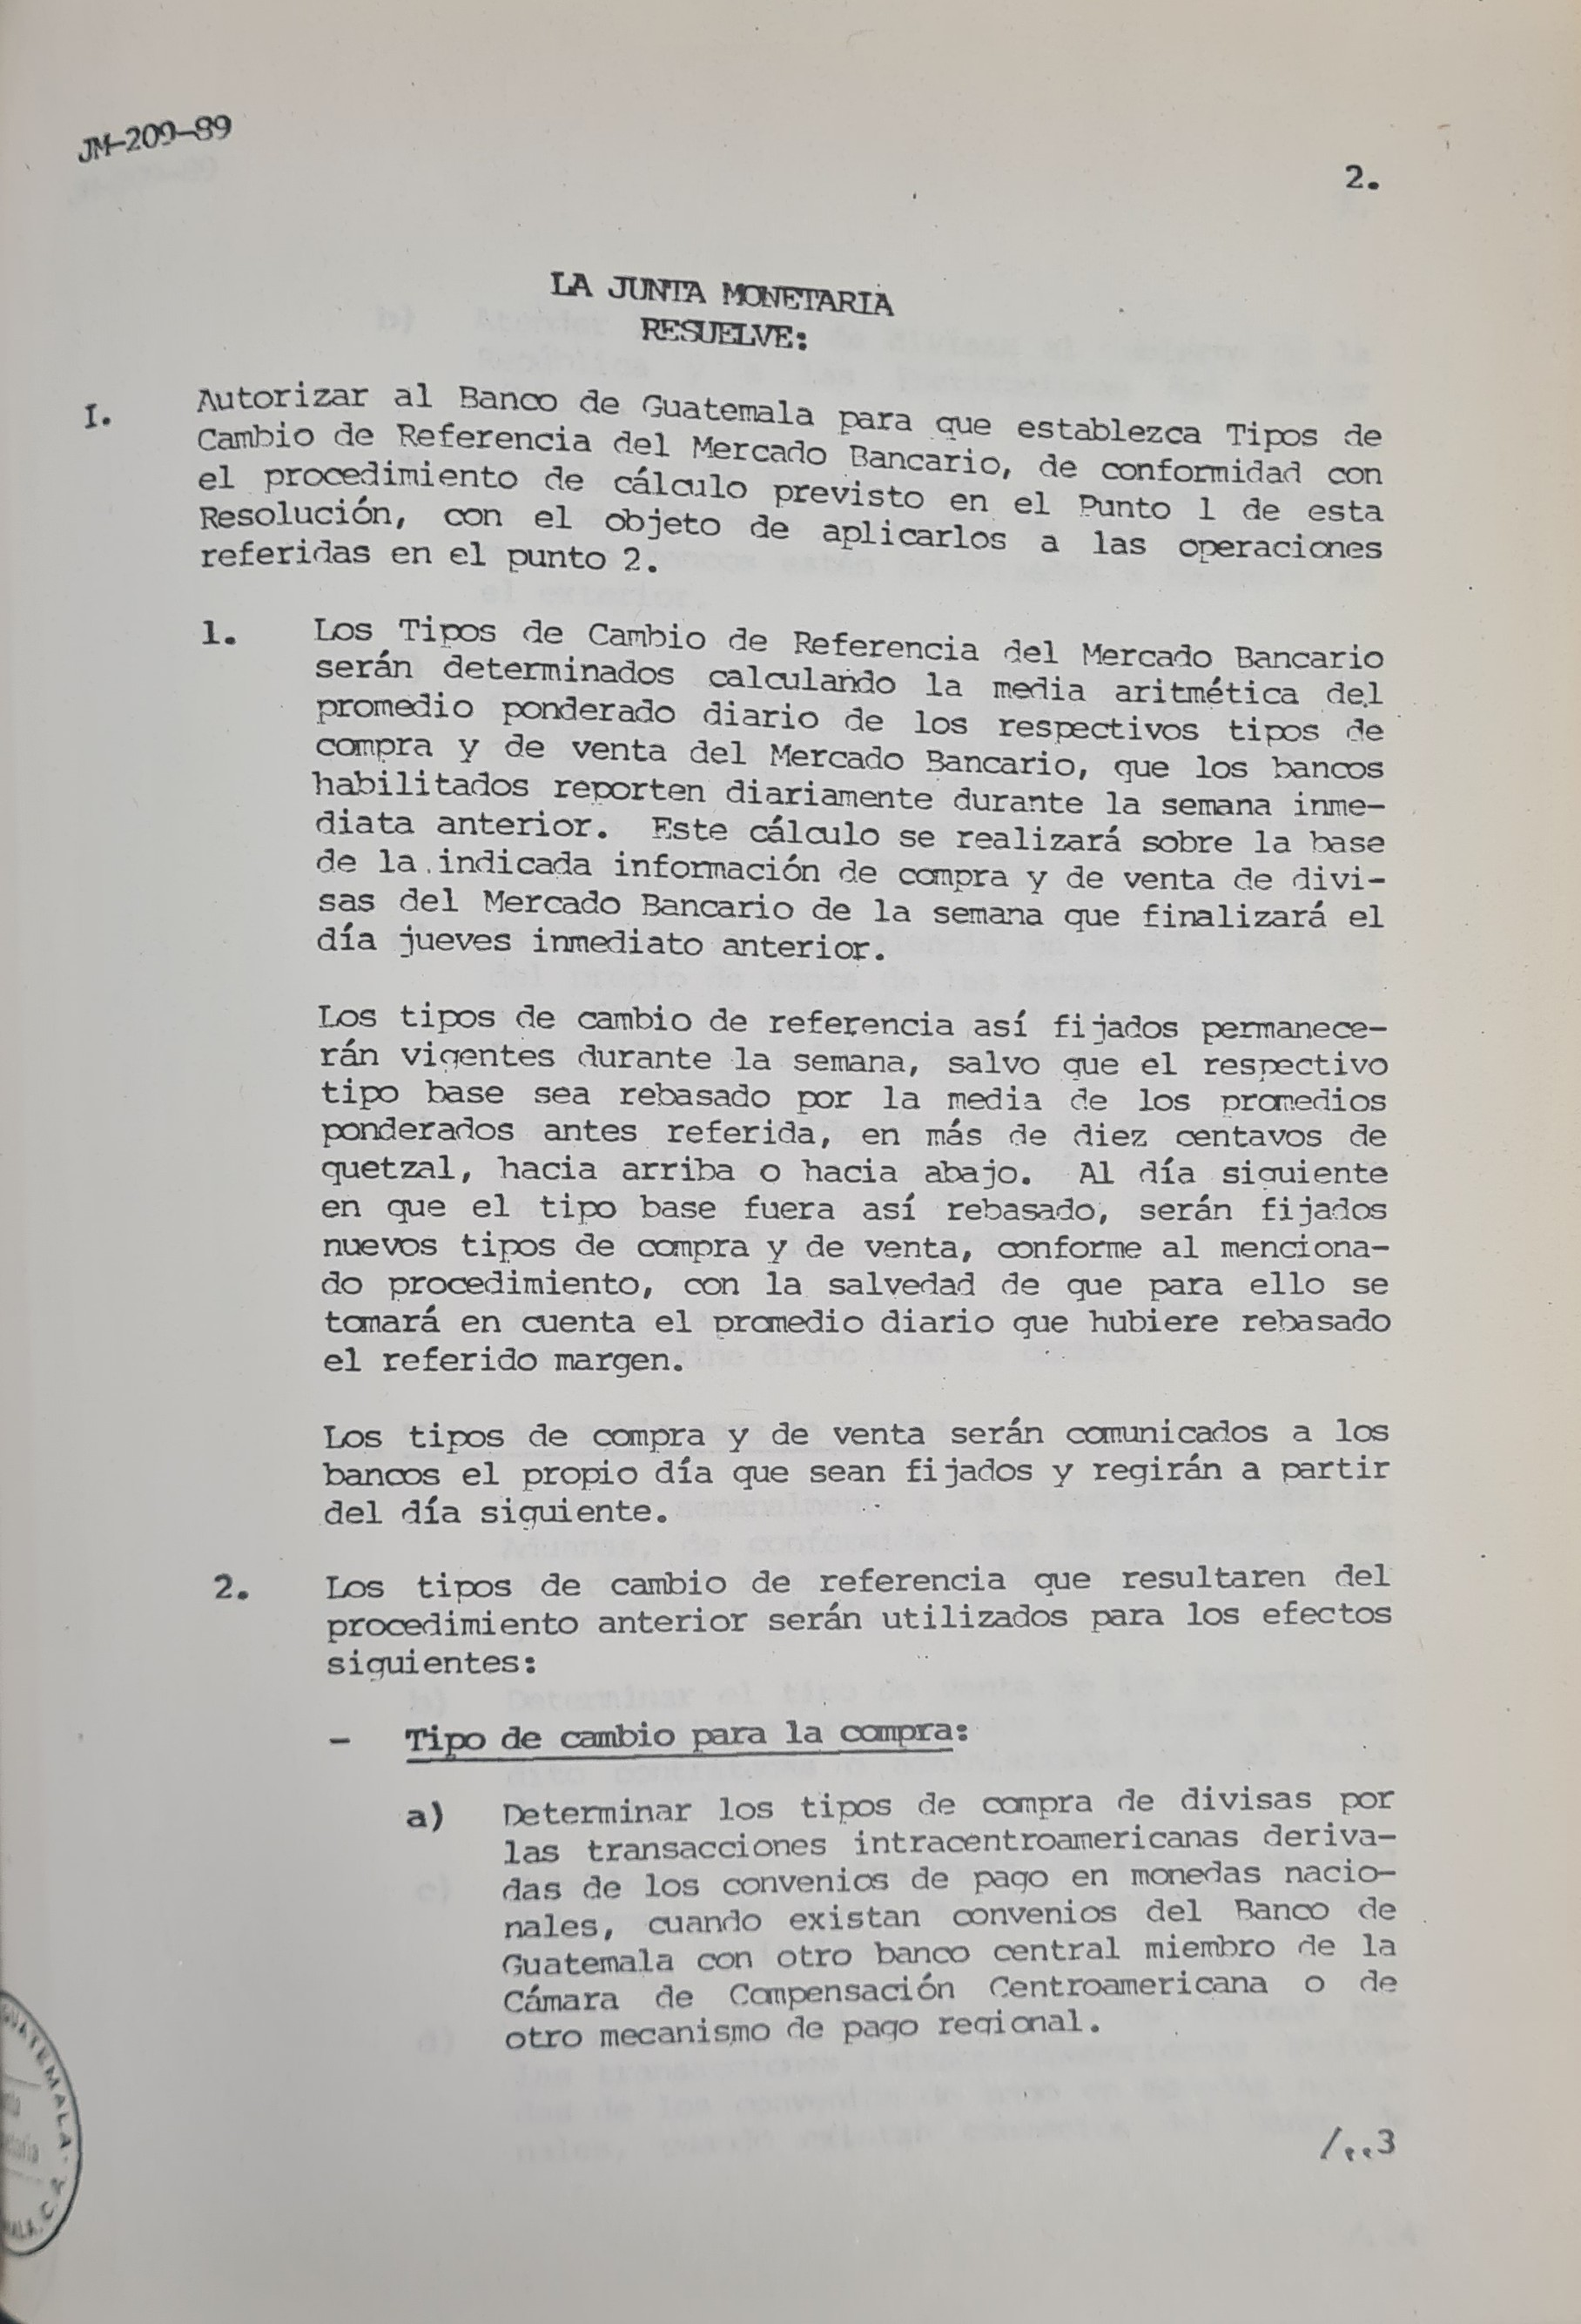 JM-209-89
2.
LA JUNTA MONETARIA
RESUELVE:
I. Autorizar al Banco de Guatemala para que establezca Tipos de
Cambio de Referencia del Mercado Bancario, de conformidad con
el procedimiento de cálculo previsto en el Punto 1 de esta
Resolución, con el objeto de aplicarlos a las operaciones
referidas en el punto 2.
1. Los Tipos de Cambio de Referencia del Mercado Bancario
serán determinados calculando la media aritmética del
promedio ponderado diario de los respectivos tipos de
compra y de venta del Mercado Bancario, que los bancos
habilitados reporten diariamente durante la semana inme-
diata anterior. Este cálculo se realizará sobre la base
de la indicada información de compra y de venta de divi-
sas del Mercado Bancario de la semana que finalizará el
día jueves inmediato anterior.
Los tipos de cambio de referencia así fijados permanece-
rán vigentes durante la semana, salvo que el respectivo
tipo base sea rebasado por la media de los promedios
ponderados antes referida, en más de diez centavos de
quetzal, hacia arriba o hacia abajo. Al día siguiente
en que el tipo base fuera así rebasado, serán fijados
nuevos tipos de compra y de venta, conforme al menciona-
do procedimiento, con la salvedad de que para ello se
tomará en cuenta el promedio diario que hubiere rebasado
el referido margen.
Los tipos de compra y de venta serán comunicados a los
bancos el propio día que sean fijados y regirán a partir
del día siguiente.
2. Los tipos de cambio de referencia que resultaren del
procedimiento anterior serán utilizados para los efectos
siguientes:
- Tipo de cambio para la compra:
a) Determinar los tipos de compra de divisas por
las transacciones intracentroamericanas deriva-
das de los convenios de pago en monedas nacio-
nales, cuando existan convenios del Banco de
Guatemala con otro banco central miembro de la
Cámara de Compensación Centroamericana o de
otro mecanismo de pago regional.
/..3
GUATEMALA